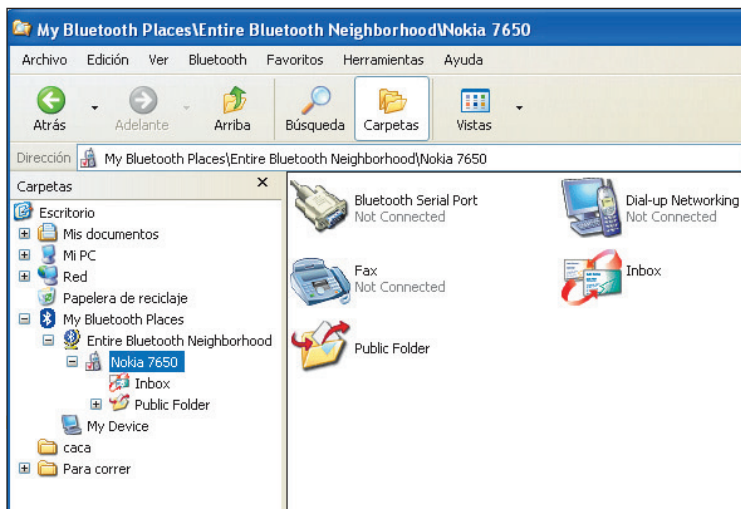 My Bluetooth Places\Entire Bluetooth Neighborhood\Nokia 7650
Archivo Edición Ver Bluetooth Favoritos Herramientas Ayuda
Atrás Adelante Arriba Búsqueda Carpetas Vistas
Dirección My Bluetooth Places\Entire Bluetooth Neighborhood\Nokia 7650
Carpetas
Escritorio
Mis documentos
Mi PC
Red
Papelera de reciclaje
My Bluetooth Places
Entire Bluetooth Neighborhood
Nokia 7650
Inbox
Public Folder
My Device
caca
Para correr
Bluetooth Serial Port
Not Connected
Dial-up Networking
Not Connected
Fax
Not Connected
Inbox
Public Folder